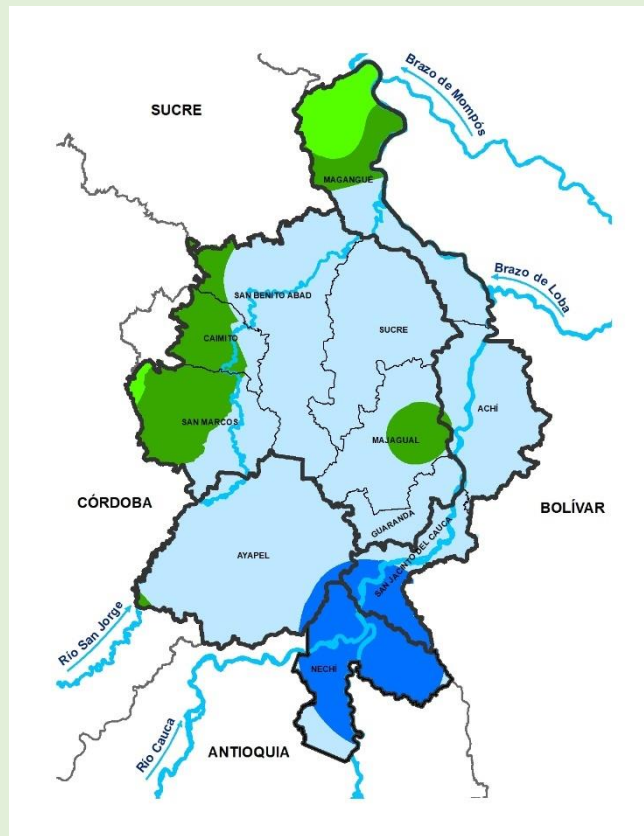 Brazo de Mompós
SUCRE
MAGANGUÉ
Brazo de Loba
SAN BENITO ABAD
SUCRE
CAIMITO
ACHÍ
SAN MARCOS
MAJAGUAL
CÓRDOBA
BOLÍVAR
GUARANDA
AYAPEL
SAN JACINTO DEL CAUCA
Río San Jorge
NECHÍ
Río Cauca
ANTIOQUIA